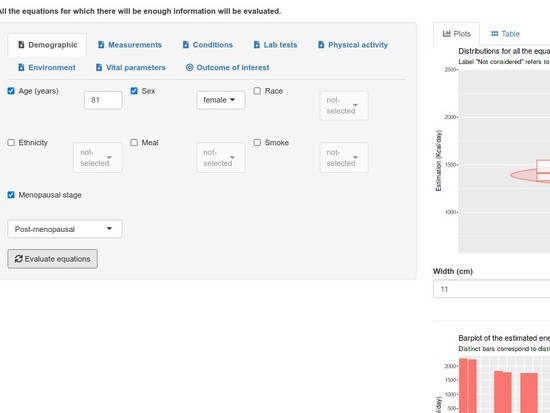 All the equations for which there will be enough information will be evaluated.
Demographic
Measurements
Conditions
Lab tests
Physical activity
Environment
Vital parameters
Outcome of interest
Age (years)
81
Sex
female
Race
not-
selected
Ethnicity
not-
selected
Meal
not-
selected
Smoke
not-
selected
Menopausal stage
Post-menopausal
Evaluate equations
Plots
Table
Distributions for all the equa
Label "Not considered" refers to
2500
2000
1500
1000
Estimation (Kcal/day)
Width (cm)
11
Barplot of the estimated ene
Distinct bars correspond to disti
2000
1500
1000
500
al/day)